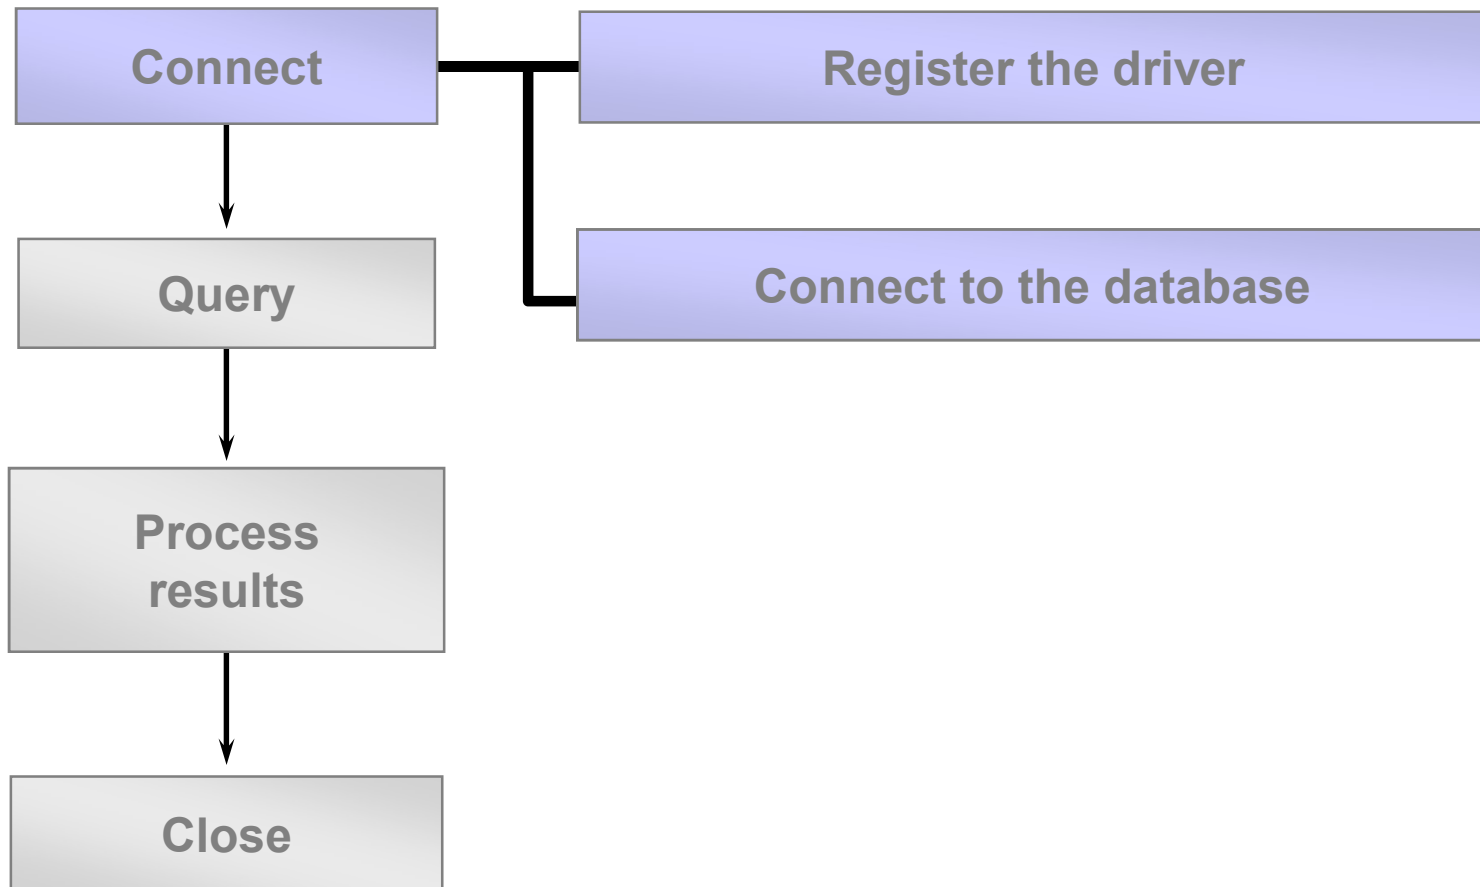 Connect
Register the driver
Query
Connect to the database
Process
results
Close